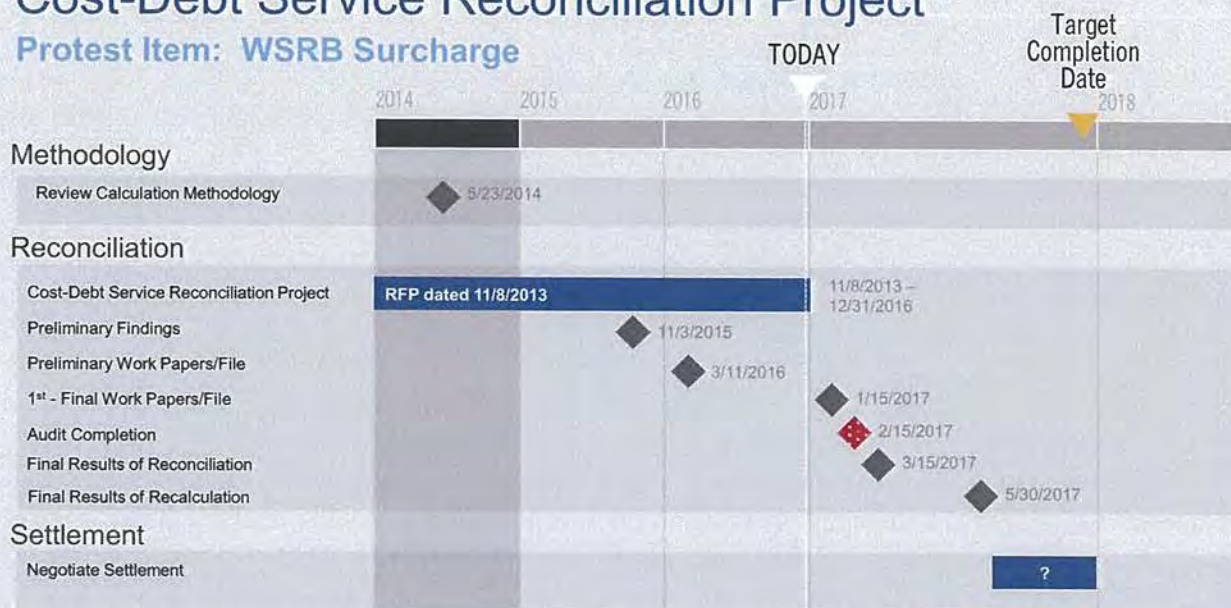 Cost-Debt Service Reconciliation Project
Protest Item: WSRB Surcharge
TODAY
Target
Completion
Date
2014 2015 2016 2017 2018
Methodology
Review Calculation Methodology 5/23/2014
Reconciliation
Cost-Debt Service Reconciliation Project RFP dated 11/8/2013 11/8/2013 –
12/31/2016
Preliminary Findings 11/3/2015
Preliminary Work Papers/File 3/11/2016
1st - Final Work Papers/File 1/15/2017
Audit Completion 2/15/2017
Final Results of Reconciliation 3/15/2017
Final Results of Recalculation 5/30/2017
Settlement
Negotiate Settlement ?